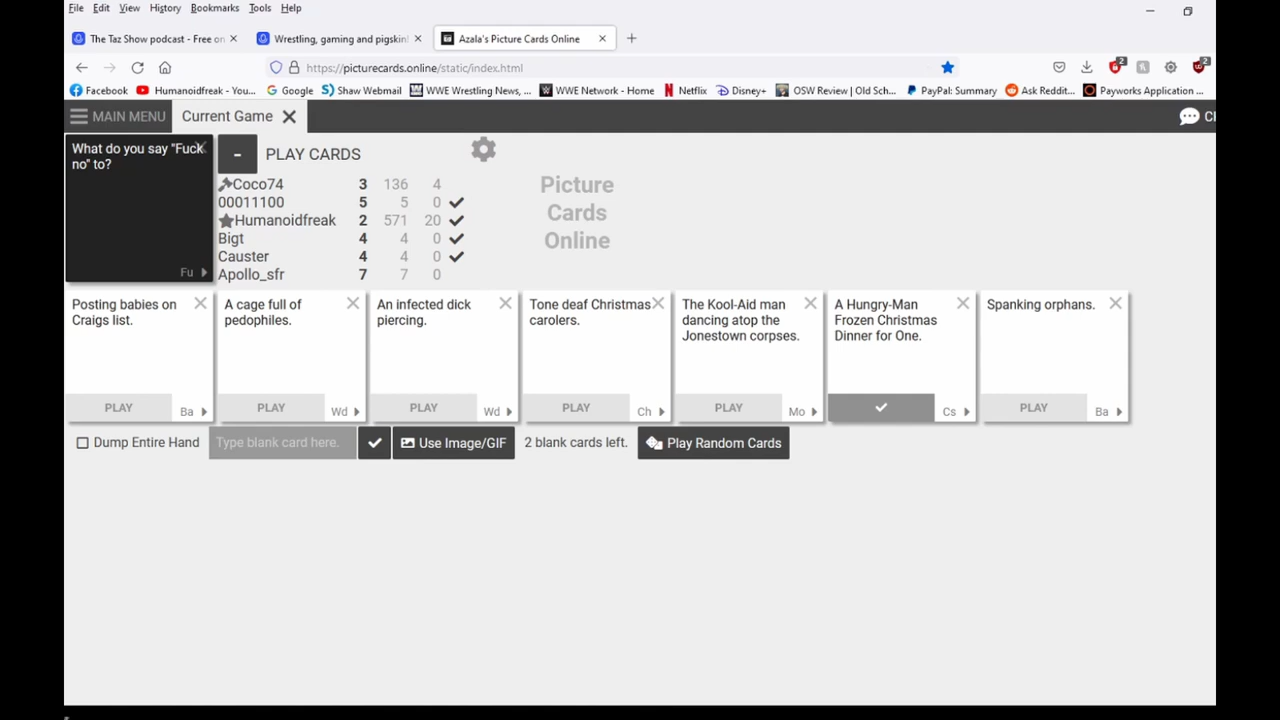 File Edit View History Bookmarks Tools Help
The Taz Show podcast - Free on
Wrestling, gaming and pigskin!
Azala's Picture Cards Online
https://picturecards.online/static/index.html
2
2
Facebook Humanoidfreak - You... Google Shaw Webmail WWE Wrestling News, ... WWE Network - Home Netflix Disney+ OSW Review | Old Sch... PayPal: Summary Ask Reddit... Payworks Application ...
MAIN MENU Current Game
What do you say "Fuck
no" to?
Fu
- PLAY CARDS
Coco74 3 136 4
00011100 5 5 0
Humanoidfreak 2 571 20
Bigt 4 4 0
Causter 4 4 0
Apollo_sfr 7 7 0
Picture
Cards
Online
Posting babies on
Craigs list.
PLAY Ba
A cage full of
pedophiles.
PLAY Wd
An infected dick
piercing.
PLAY Wd
Tone deaf Christmas
carolers.
PLAY Ch
The Kool-Aid man
dancing atop the
Jonestown corpses.
PLAY Mo
A Hungry-Man
Frozen Christmas
Dinner for One.
Cs
Spanking orphans.
PLAY Ba
Dump Entire Hand Type blank card here. Use Image/GIF 2 blank cards left. Play Random Cards